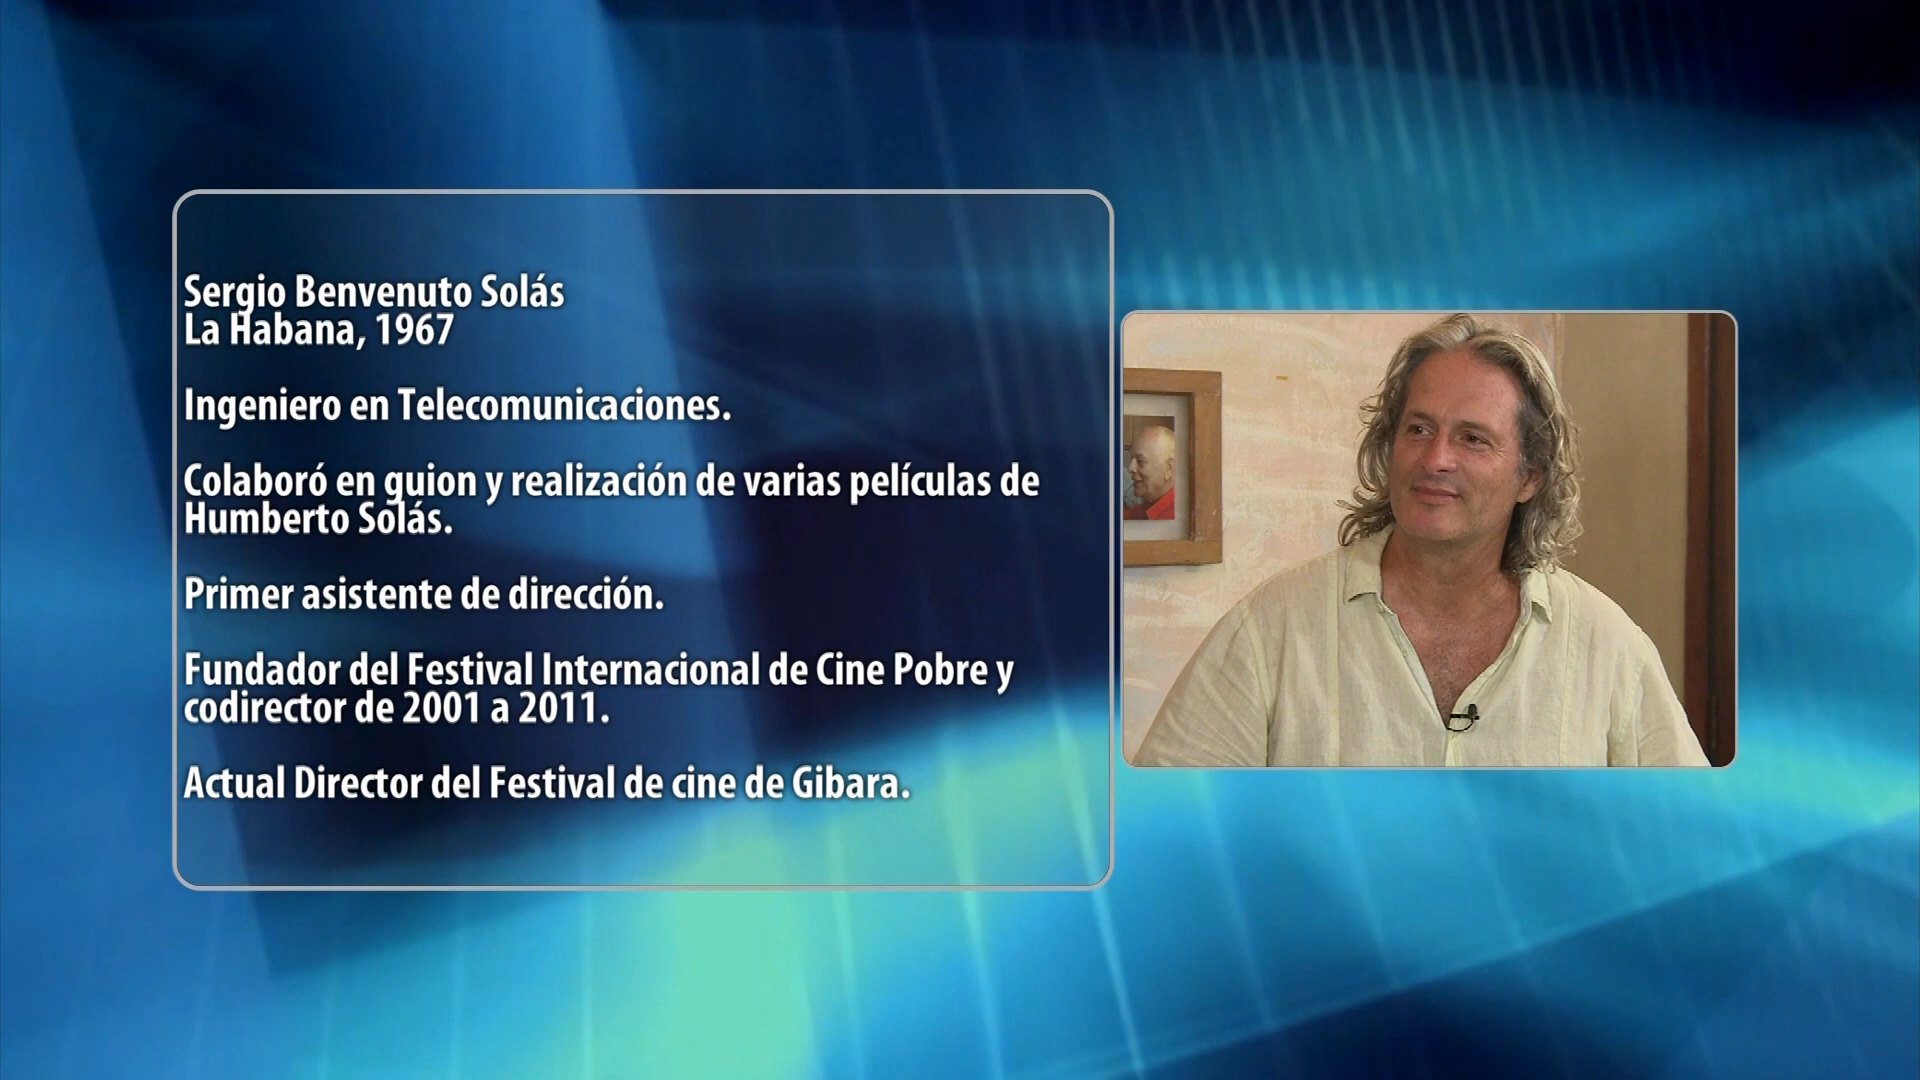 Sergio Benvenuto Solás
La Habana, 1967
Ingeniero en Telecomunicaciones.
Colaboró en guion y realización de varias películas de
Humberto Solás.
Primer asistente de dirección.
Fundador del Festival Internacional de Cine Pobre y
codirector de 2001 a 2011.
Actual Director del Festival de cine de Gibara.